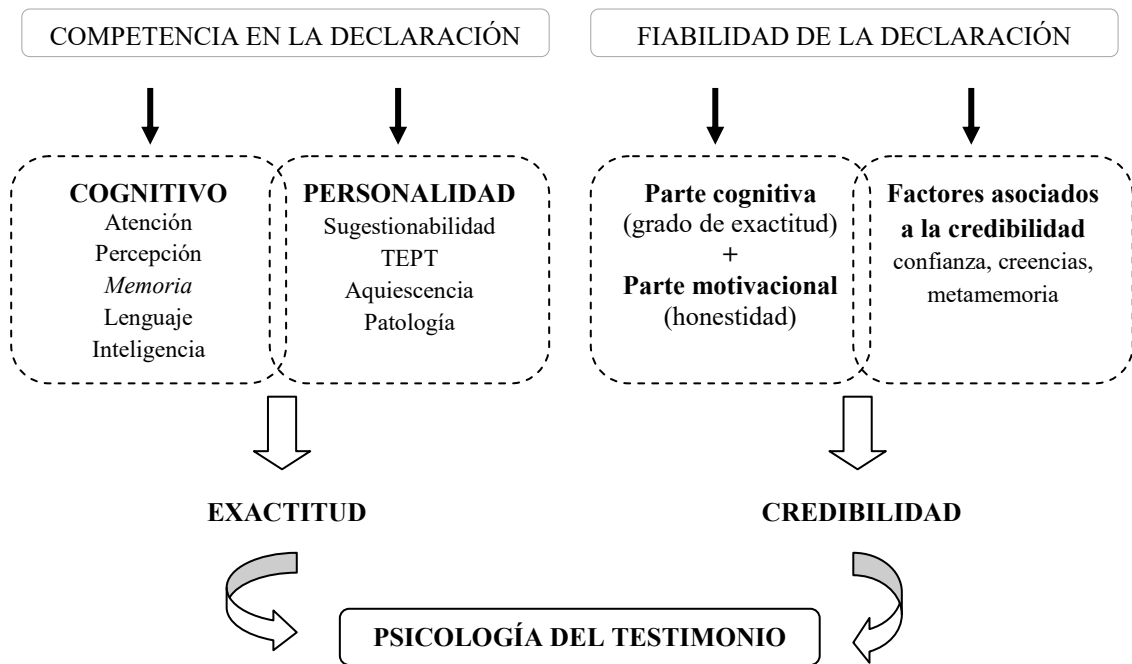 COMPETENCIA EN LA DECLARACIÓN
FIABILIDAD DE LA DECLARACIÓN
COGNITIVO
Atención
Percepción
Memoria
Lenguaje
Inteligencia
PERSONALIDAD
Sugestionabilidad
TEPT
Aquiescencia
Patología
Parte cognitiva
(grado de exactitud)
+
Parte motivacional
(honestidad)
Factores asociados
a la credibilidad
confianza, creencias,
metamemoria
EXACTITUD
CREDIBILIDAD
PSICOLOGÍA DEL TESTIMONIO